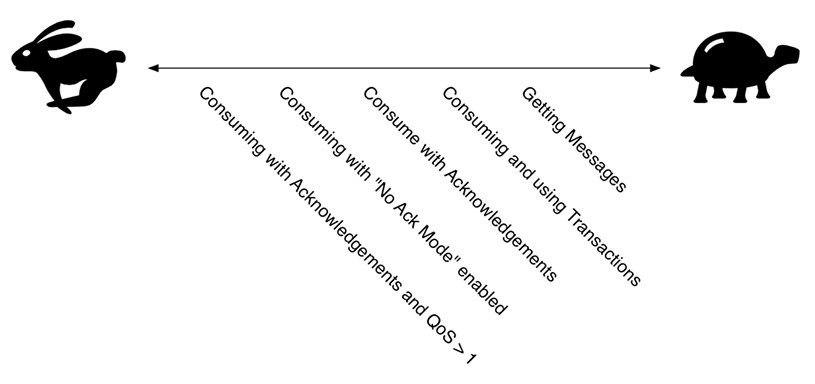 Consuming with Acknowledgements and QoS > 1
Consuming with "No Ack Mode" enabled
Consume with Acknowledgements
Consuming and using Transactions
Getting Messages